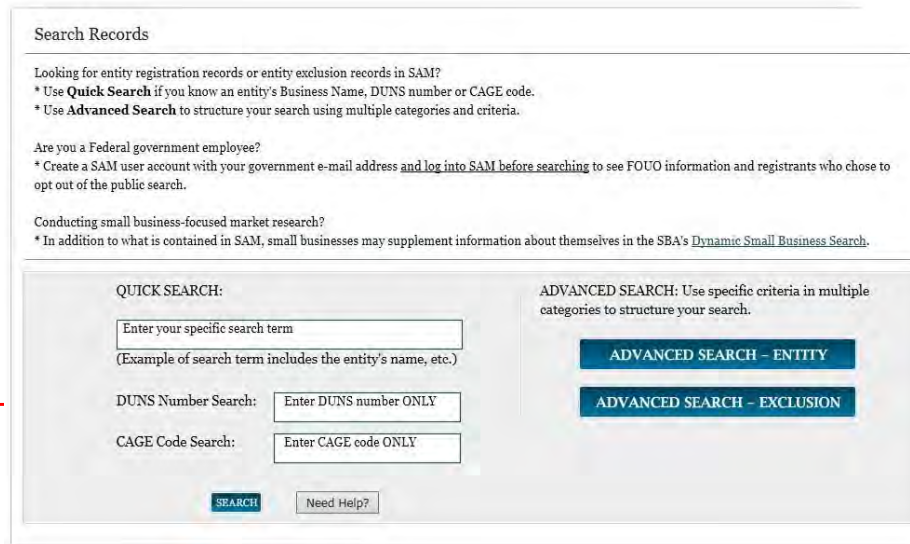 Search Records
Looking for entity registration records or entity exclusion records in SAM?
* Use Quick Search if you know an entity's Business Name, DUNS number or CAGE code.
* Use Advanced Search to structure your search using multiple categories and criteria.
Are you a Federal government employee?
* Create a SAM user account with your government e-mail address and log into SAM before searching to see FOUO information and registrants who chose to
opt out of the public search.
Conducting small business-focused market research?
* In addition to what is contained in SAM, small businesses may supplement information about themselves in the SBA's Dynamic Small Business Search.
QUICK SEARCH:
Enter your specific search term
(Example of search term includes the entity's name, etc.)
DUNS Number Search: Enter DUNS number ONLY
CAGE Code Search: Enter CAGE code ONLY
SEARCH Need Help?
ADVANCED SEARCH: Use specific criteria in multiple
categories to structure your search.
ADVANCED SEARCH – ENTITY
ADVANCED SEARCH – EXCLUSION